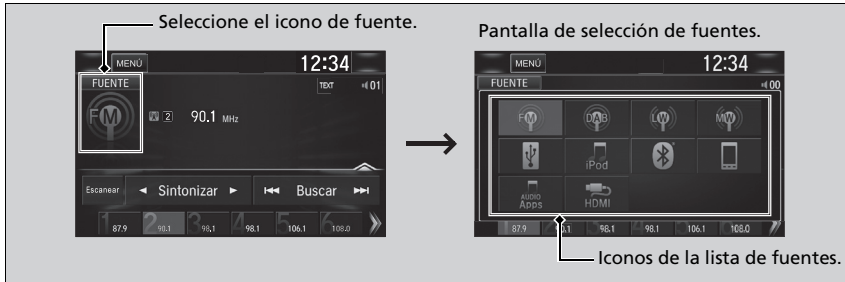 Seleccione el icono de fuente.
Pantalla de selección de fuentes.
MENÚ
12:34
FUENTE
TEXT
01
FM
2
90.1 MHz
Escanear
Sintonizar
Buscar
1 87.9
2 90.1
3 98.1
4 98.1
5 106.1
6 108.0
MENÚ
12:34
FUENTE
00
FM
DAB
LW
MW
iPod
AUDIO Apps
HDMI
87.9
98.1
98.1
106.1
108.0
Iconos de la lista de fuentes.